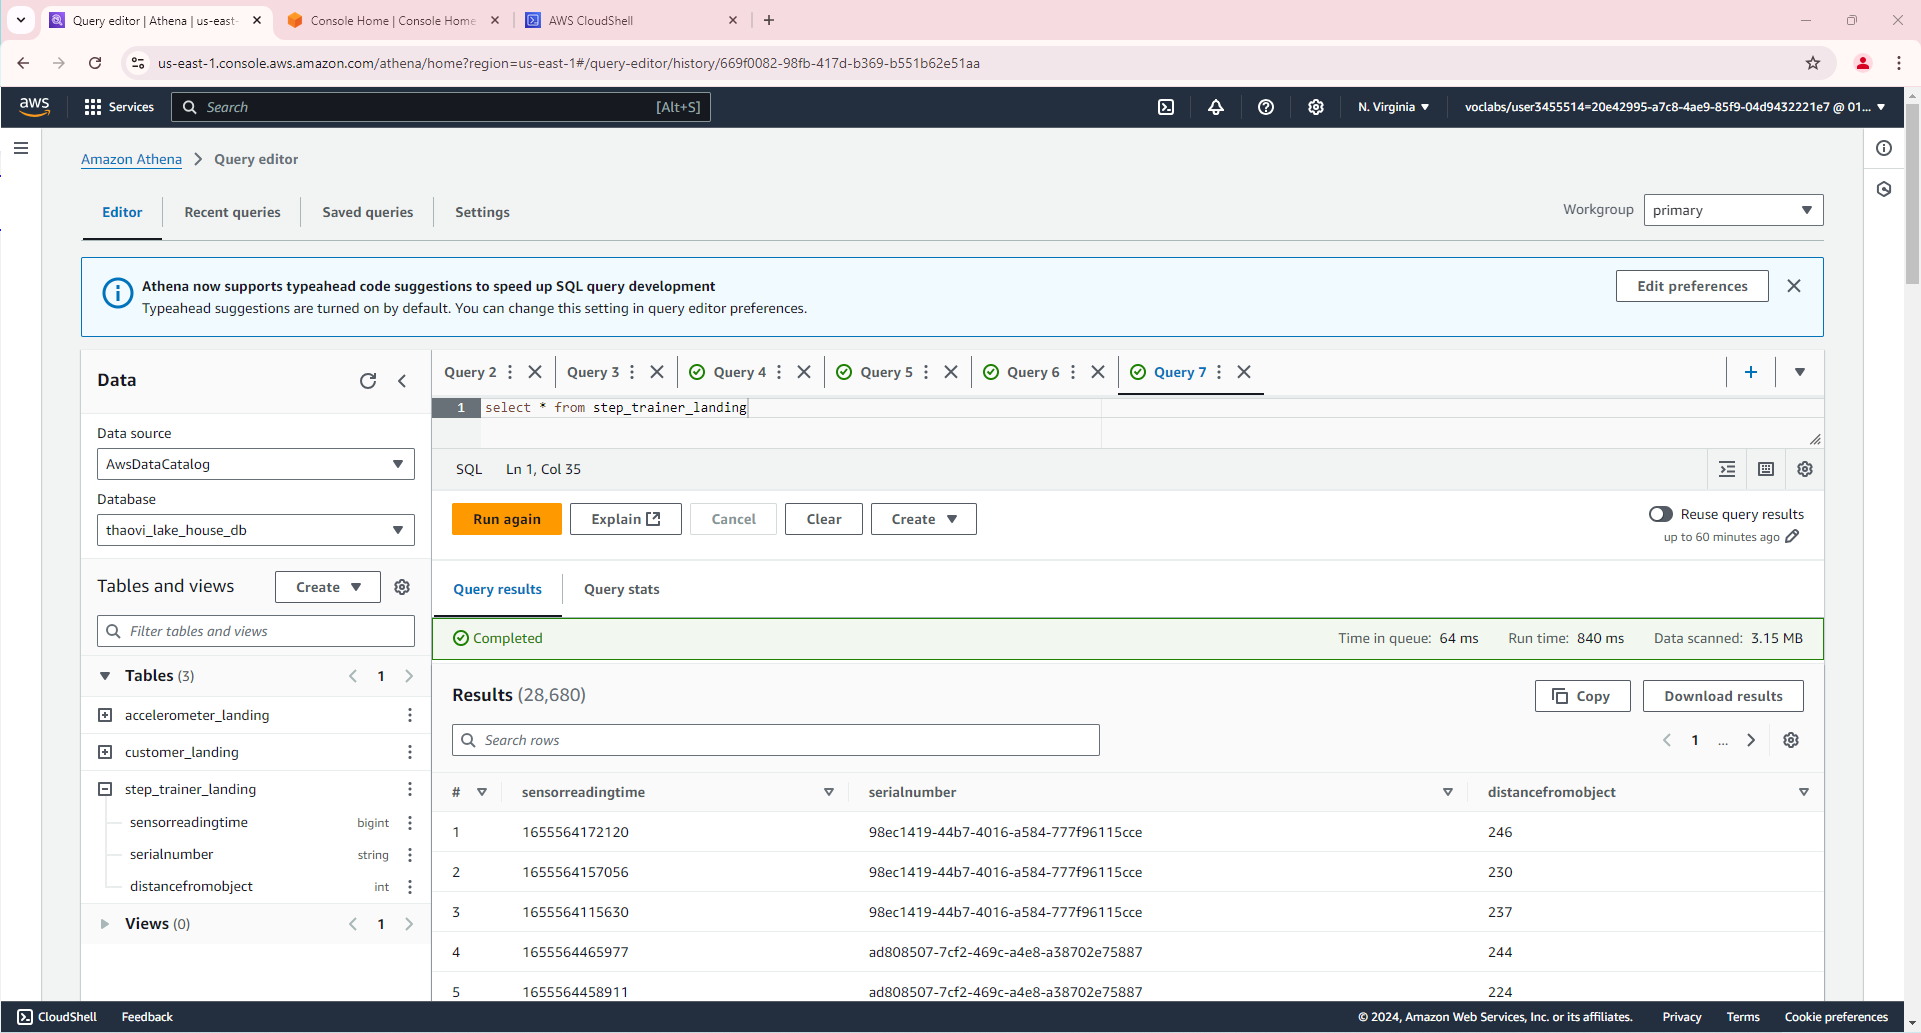 Query editor | Athena | us-east-
Console Home | Console Home
AWS CloudShell
us-east-1.console.aws.amazon.com/athena/home?region=us-east-1#/query-editor/history/669f0082-98fb-417d-b369-b551b62e51aa
aws
Services
Search
[Alt+S]
N. Virginia
voclabs/user3455514=20e42995-a7c8-4ae9-85f9-04d9432221e7 @ 01...
Amazon Athena
Query editor
Editor
Recent queries
Saved queries
Settings
Workgroup
primary
Athena now supports typeahead code suggestions to speed up SQL query development
Typeahead suggestions are turned on by default. You can change this setting in query editor preferences.
Edit preferences
Data
Data source
AwsDataCatalog
Database
thaovi_lake_house_db
Tables and views
Create
Filter tables and views
Tables (3)
1
accelerometer_landing
customer_landing
step_trainer_landing
sensorreadingtime bigint
serialnumber string
distancefromobject int
Views (0)
1
Query 2
Query 3
Query 4
Query 5
Query 6
Query 7
1 select * from step_trainer_landing
SQL Ln 1, Col 35
Run again
Explain
Cancel
Clear
Create
Reuse query results
up to 60 minutes ago
Query results
Query stats
Completed
Time in queue: 64 ms Run time: 840 ms Data scanned: 3.15 MB
Results (28,680)
Copy
Download results
Search rows
1 ...
# sensorreadingtime serialnumber distancefromobject
1 1655564172120 98ec1419-44b7-4016-a584-777f96115cce 246
2 1655564157056 98ec1419-44b7-4016-a584-777f96115cce 230
3 1655564115630 98ec1419-44b7-4016-a584-777f96115cce 237
4 1655564465977 ad808507-7cf2-469c-a4e8-a38702e75887 244
5 1655564458911 ad808507-7cf2-469c-a4e8-a38702e75887 224
CloudShell
Feedback
© 2024, Amazon Web Services, Inc. or its affiliates.
Privacy
Terms
Cookie preferences